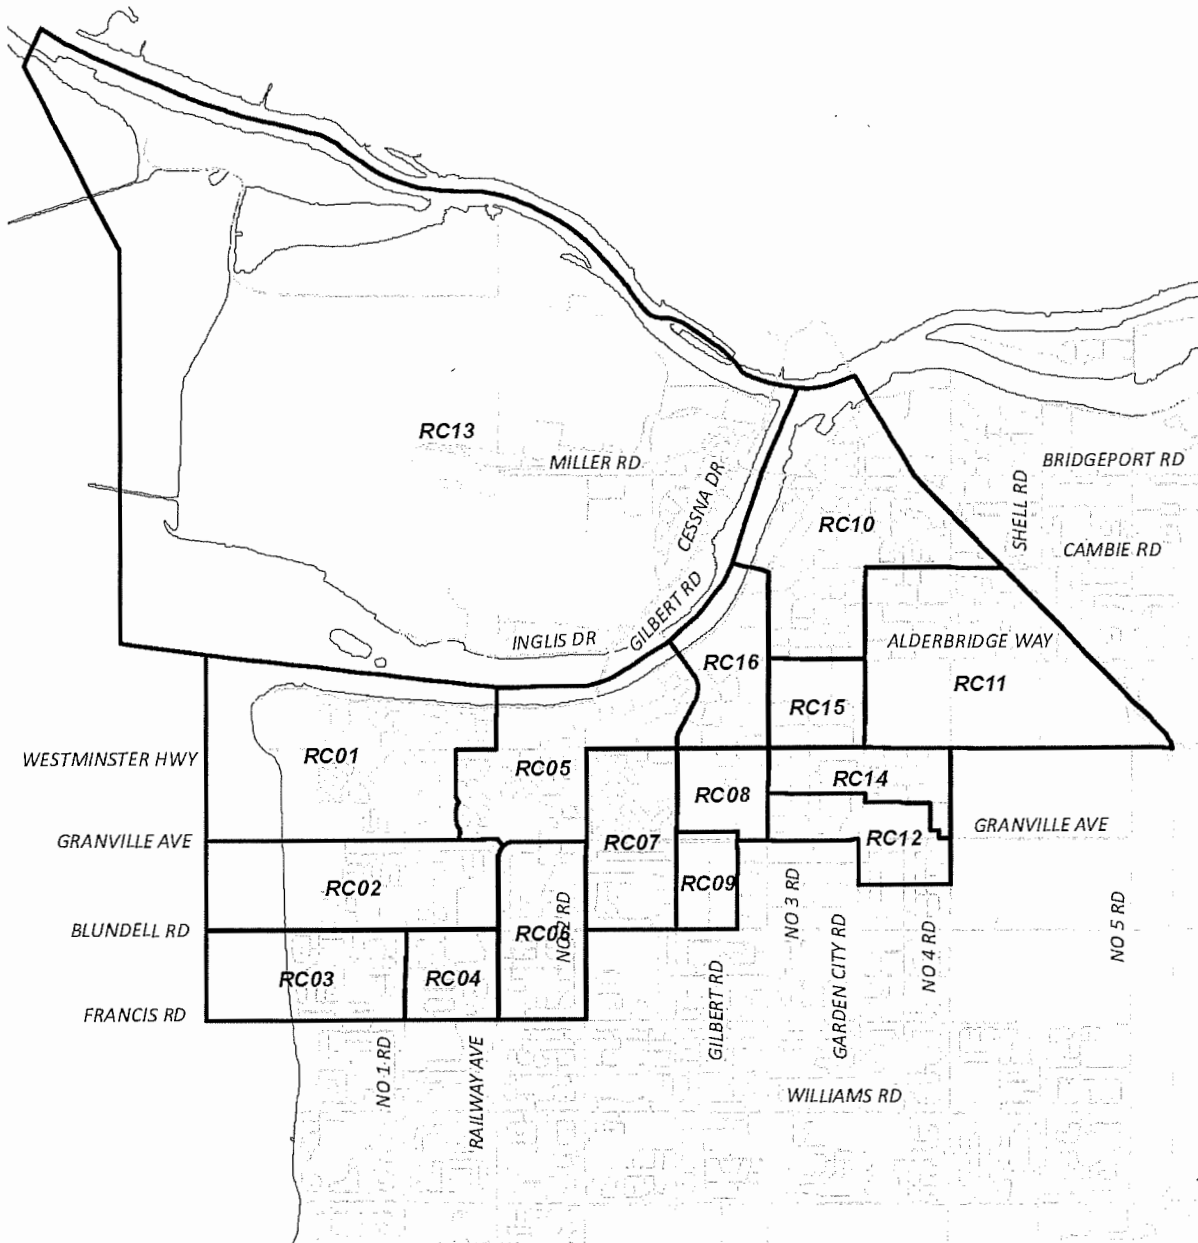 RC13
MILLER RD
CESSNA DR
BRIDGEPORT RD
SHELL RD
RC10
CAMBIE RD
GILBERT RD
INGLIS DR
ALDERBRIDGE WAY
RC16
RC11
RC15
WESTMINSTER HWY
RC01
RC05
RC14
RC08
GRANVILLE AVE
RC07
RC12
GRANVILLE AVE
RC02
RC09
BLUNDELL RD
RC06
NO 2 RD
NO 3 RD
GARDEN CITY RD
NO 4 RD
NO 5 RD
RC03
RC04
FRANCIS RD
GILBERT RD
NO 1 RD
RAILWAY AVE
WILLIAMS RD